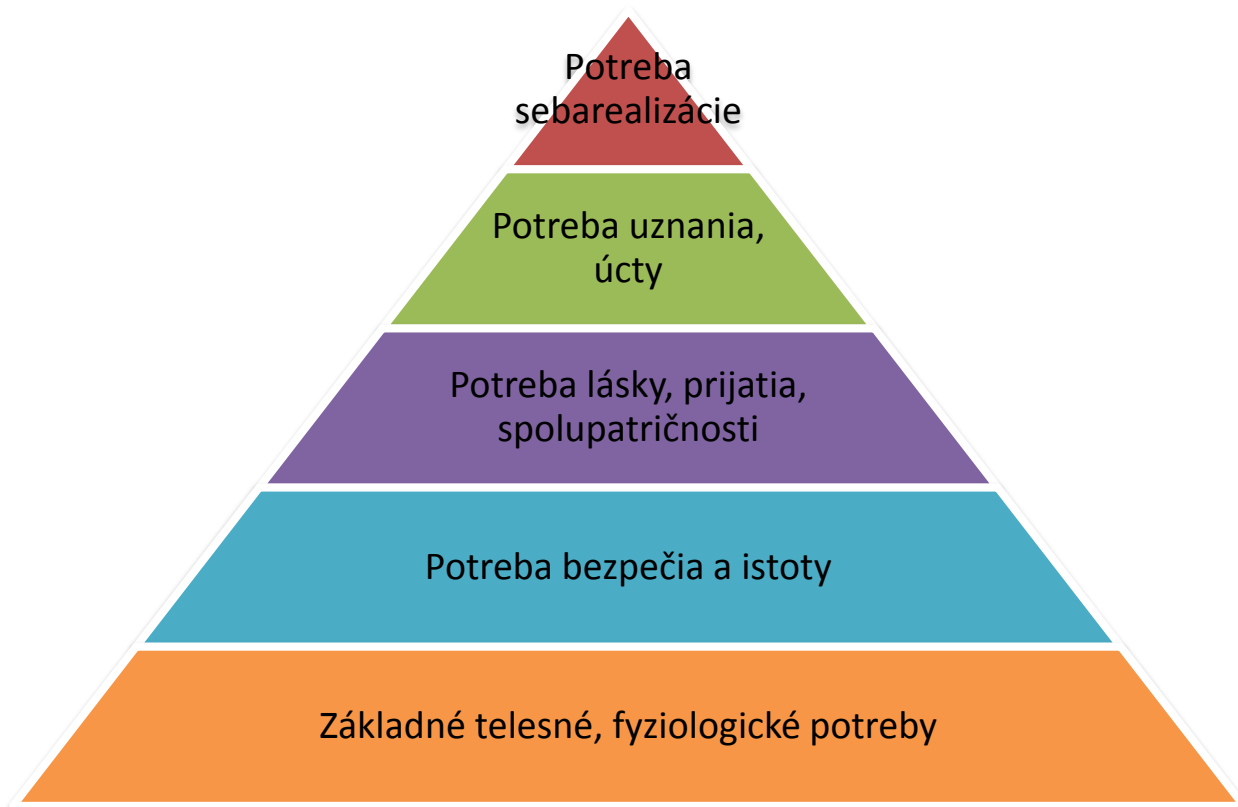 Potreba
sebarealizácie
Potreba uznania,
úcty
Potreba lásky, prijatia,
spolupatričnosti
Potreba bezpečia a istoty
Základné telesné, fyziologické potreby